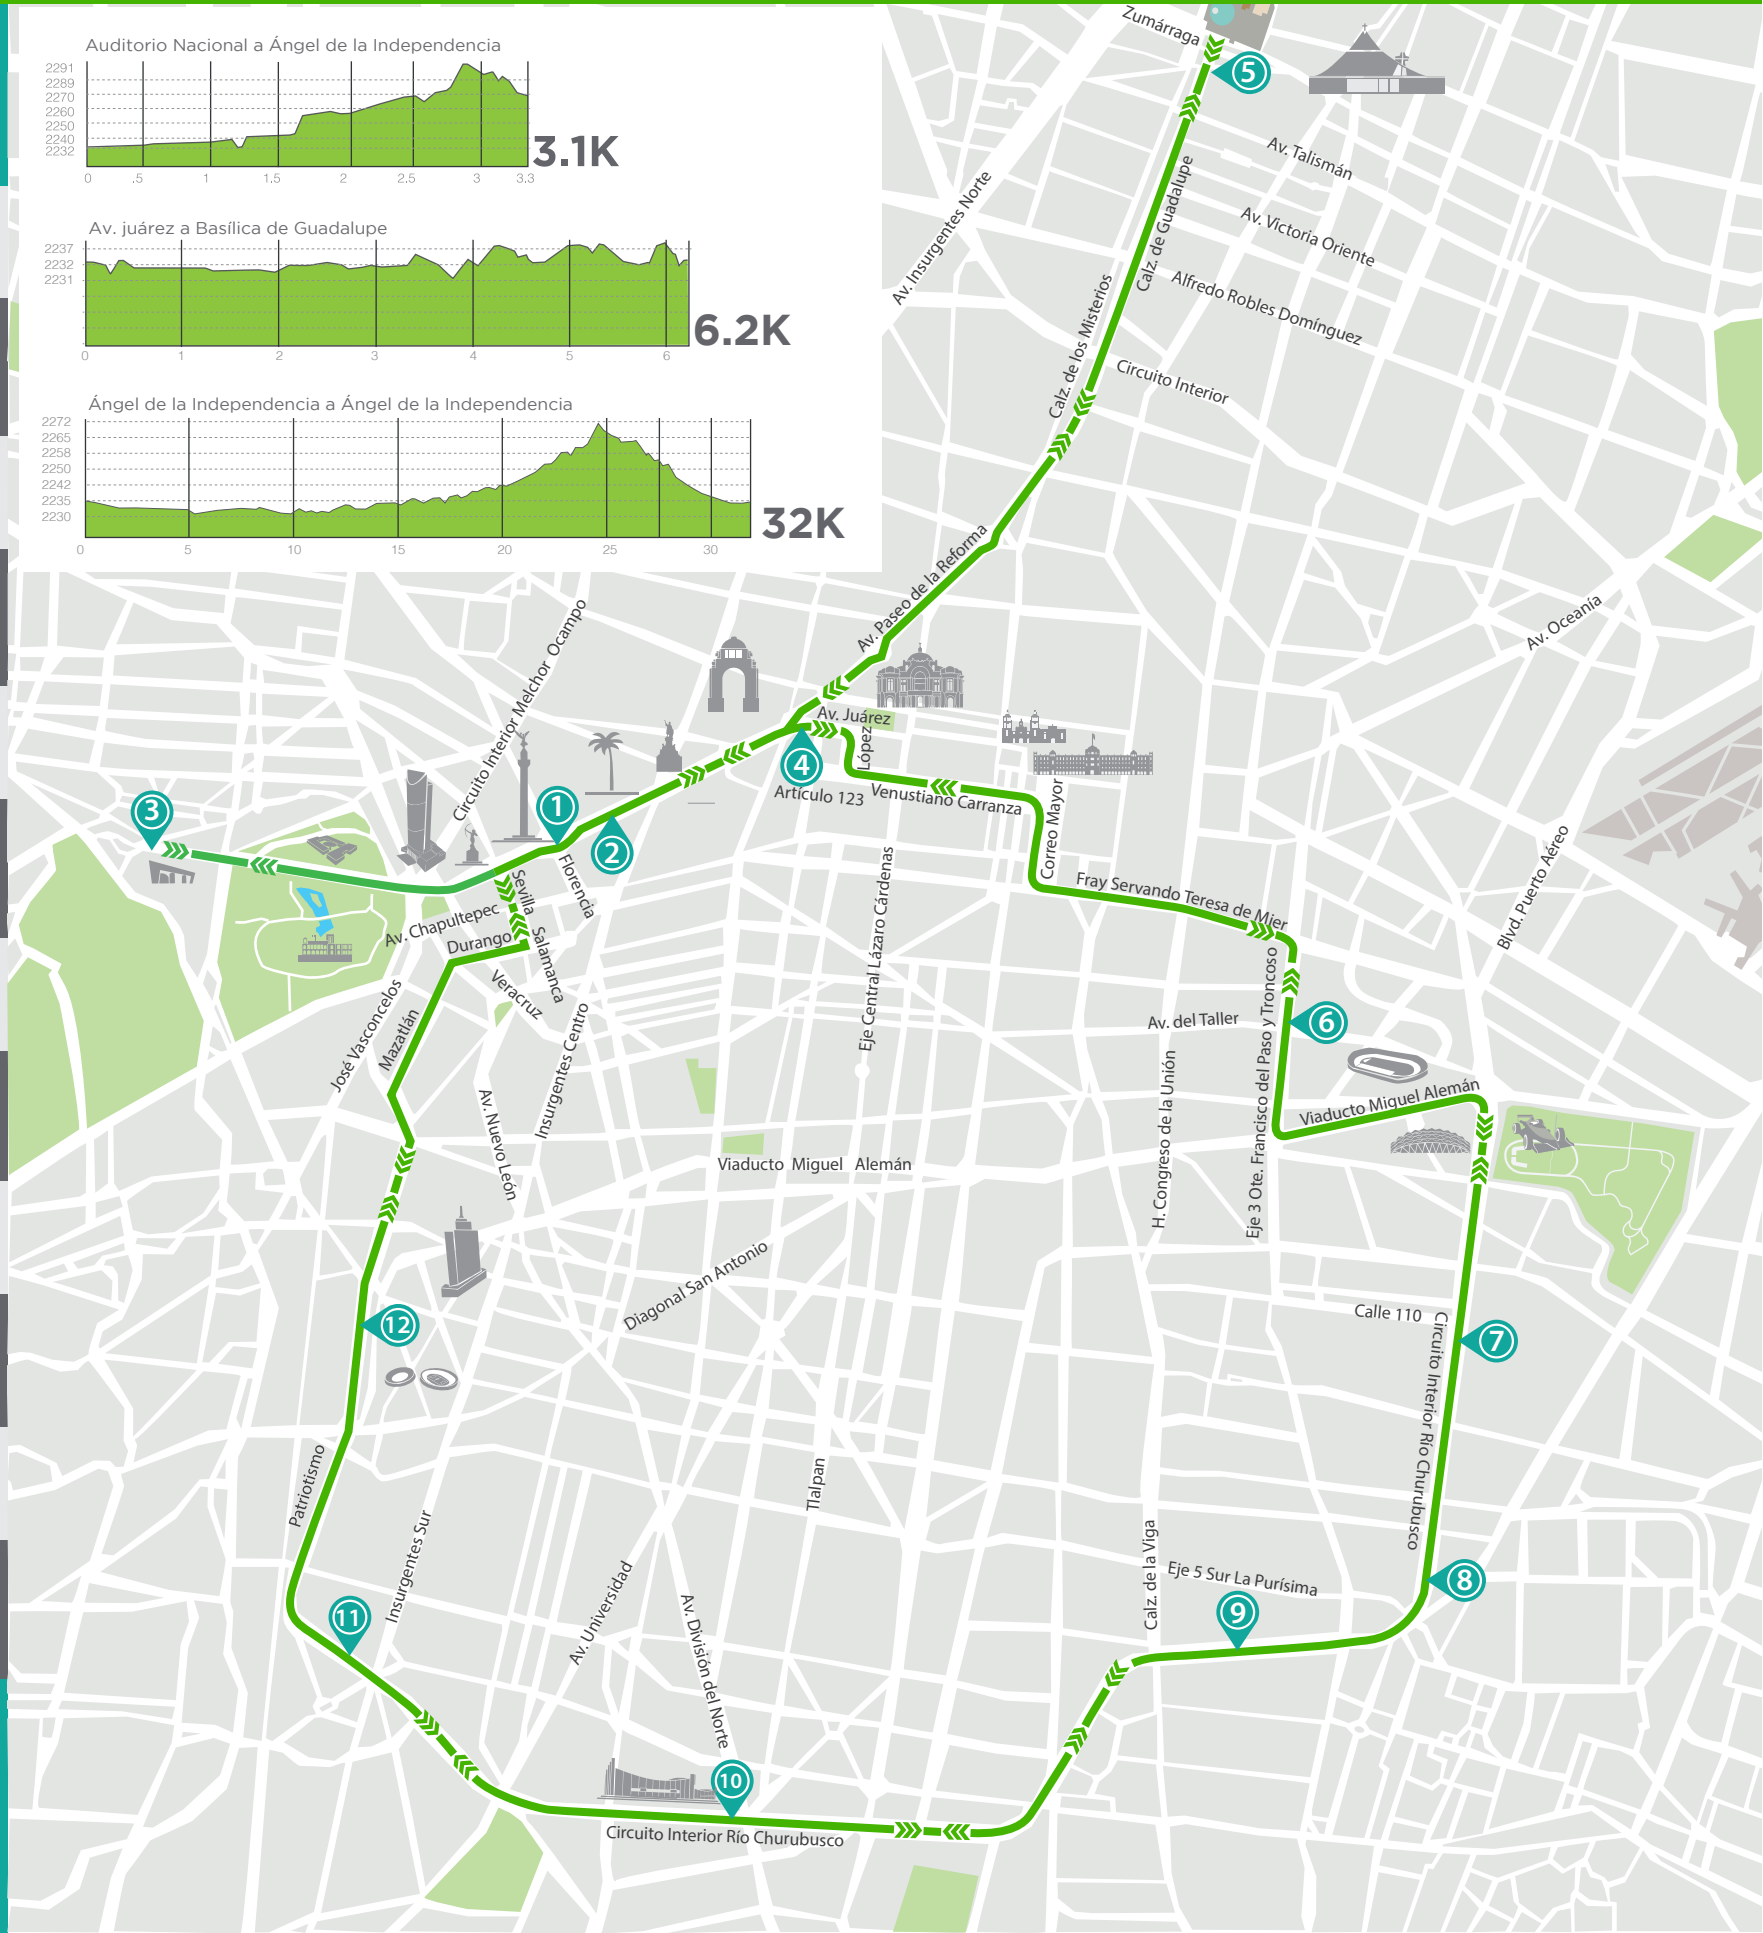 Auditorio Nacional a Ángel de la Independencia
2291
2289
2270
2260
2250
2240
2232
0 .5 1 1.5 2 2.5 3 3.3
3.1K
Av. juárez a Basílica de Guadalupe
2237
2232
2231
0 1 2 3 4 5 6
6.2K
Ángel de la Independencia a Ángel de la Independencia
2272
2265
2258
2250
2242
2235
2230
0 5 10 15 20 25 30
32K
Zumárraga
5
Av. Talismán
Av. Insurgentes Norte
Calz. de Guadalupe
Av. Victoria Oriente
Alfredo Robles Domínguez
Calz. de los Misterios
Circuito Interior
Av. Paseo de la Reforma
Av. Oceanía
Circuito Interior Melchor Ocampo
Av. Juárez
López
4
Artículo 123
Venustiano Carranza
Correo Mayor
3
1
2
Florencia
Sevilla
Av. Chapultepec
Durango
Salamanca
Veracruz
Fray Servando Teresa de Mier
Blvd. Puerto Aéreo
Eje Central Lázaro Cárdenas
José Vasconcelos
Mazatlán
Insurgentes Centro
Av. Nuevo León
Av. del Taller
6
Eje 3 Ote. Francisco del Paso y Troncoso
H. Congreso de la Unión
Viaducto Miguel Alemán
Viaducto Miguel Alemán
Diagonal San Antonio
12
Calle 110
7
Circuito Interior Río Churubusco
Patriotismo
Insurgentes Sur
Tlalpan
Calz. de la Viga
Eje 5 Sur La Purísima
8
9
11
Av. Universidad
Av. División del Norte
10
Circuito Interior Río Churubusco